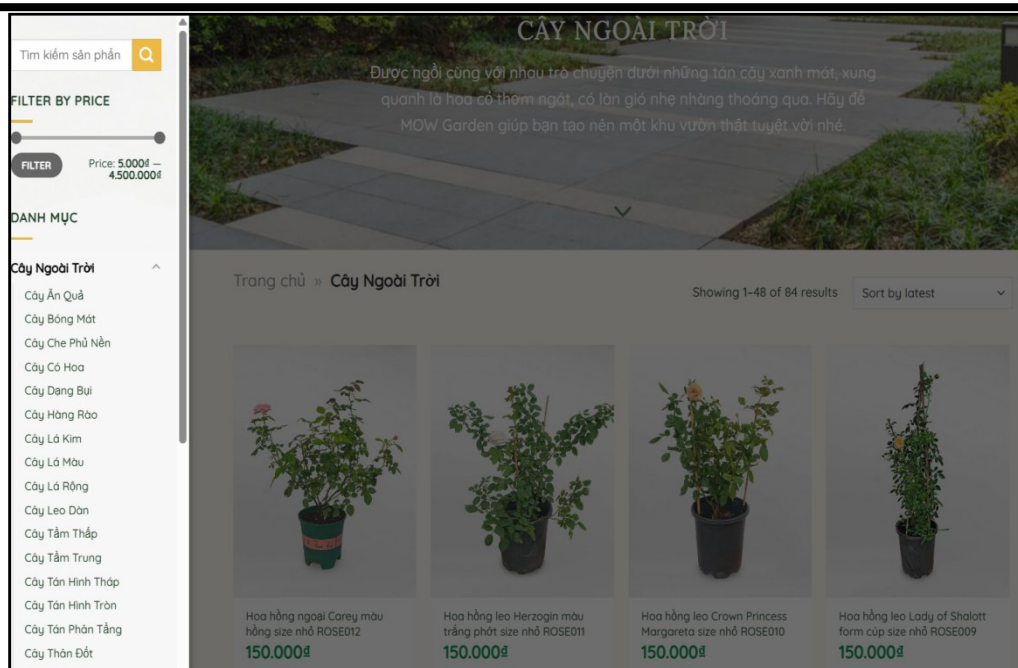 Tìm kiếm sản phẩn
FILTER BY PRICE
FILTER
Price: 5.000₫ —
4.500.000₫
DANH MỤC
Cây Ngoài Trời
Cây Ăn Quả
Cây Bóng Mát
Cây Che Phủ Nền
Cây Có Hoa
Cây Dạng Bụi
Cây Hàng Rào
Cây Lá Kim
Cây Lá Màu
Cây Lá Rộng
Cây Leo Dàn
Cây Tầm Thấp
Cây Tầm Trung
Cây Tán Hình Tháp
Cây Tán Hình Tròn
Cây Tán Phân Tầng
Cây Thân Đốt
CÂY NGOÀI TRỜI
Được ngồi cùng với nhau trò chuyện dưới những tán cây xanh mát, xung
quanh là hoa cỏ thơm ngát, có làn gió nhẹ nhàng thoáng qua. Hãy để
MOW Garden giúp bạn tạo nên một khu vườn thật tuyệt vời nhé.
Trang chủ » Cây Ngoài Trời
Showing 1–48 of 84 results
Sort by latest
Hoa hồng ngoại Carey màu
hồng size nhỏ ROSE012
150.000₫
Hoa hồng leo Herzogin màu
trắng phớt size nhỏ ROSE011
150.000₫
Hoa hồng leo Crown Princess
Margareta size nhỏ ROSE010
150.000₫
Hoa hồng leo Lady of Shalott
form cúp size nhỏ ROSE009
150.000₫